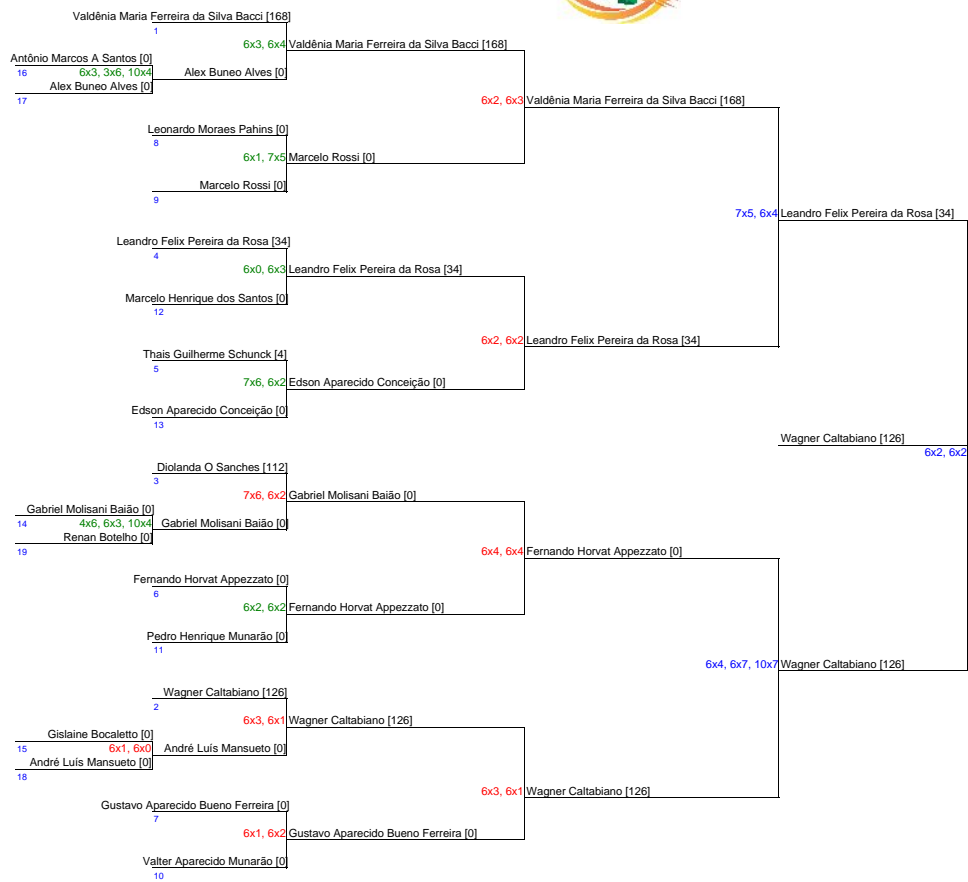 Valdênia Maria Ferreira da Silva Bacci [168]
1
6x3, 6x4 Valdênia Maria Ferreira da Silva Bacci [168]
Antônio Marcos A Santos [0]
16 6x3, 3x6, 10x4 Alex Buneo Alves [0]
Alex Buneo Alves [0]
17
6x2, 6x3 Valdênia Maria Ferreira da Silva Bacci [168]
Leonardo Moraes Pahins [0]
8
6x1, 7x5 Marcelo Rossi [0]
Marcelo Rossi [0]
9
7x5, 6x4 Leandro Felix Pereira da Rosa [34]
Leandro Felix Pereira da Rosa [34]
4
6x0, 6x3 Leandro Felix Pereira da Rosa [34]
Marcelo Henrique dos Santos [0]
12
6x2, 6x2 Leandro Felix Pereira da Rosa [34]
Thais Guilherme Schunck [4]
5
7x6, 6x2 Edson Aparecido Conceição [0]
Edson Aparecido Conceição [0]
13
Wagner Caltabiano [126]
6x2, 6x2
Diolanda O Sanches [112]
3
7x6, 6x2 Gabriel Molisani Baião [0]
Gabriel Molisani Baião [0]
14 4x6, 6x3, 10x4 Gabriel Molisani Baião [0]
Renan Botelho [0]
19
6x4, 6x4 Fernando Horvat Appezzato [0]
Fernando Horvat Appezzato [0]
6
6x2, 6x2 Fernando Horvat Appezzato [0]
Pedro Henrique Munarão [0]
11
6x4, 6x7, 10x7 Wagner Caltabiano [126]
Wagner Caltabiano [126]
2
6x3, 6x1 Wagner Caltabiano [126]
Gislaine Bocaletto [0]
15 6x1, 6x0 André Luís Mansueto [0]
André Luís Mansueto [0]
18
6x3, 6x1 Wagner Caltabiano [126]
Gustavo Aparecido Bueno Ferreira [0]
7
6x1, 6x2 Gustavo Aparecido Bueno Ferreira [0]
Valter Aparecido Munarão [0]
10